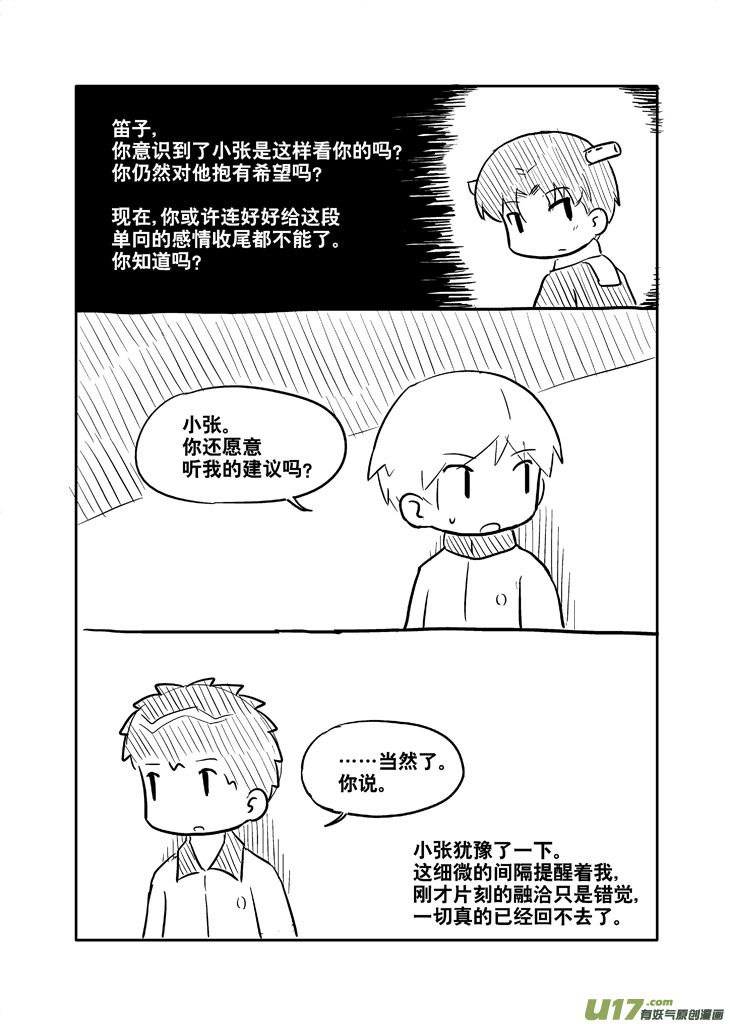 笛子，
你意识到了小张是这样看你的吗？
你仍然对他抱有希望吗？
现在，你或许连好好给这段
单向的感情收尾都不能了。
你知道吗？
小张。
你还愿意
听我的建议吗？
……当然了。
你说。
小张犹豫了一下。
这细微的间隔提醒着我，
刚才片刻的融洽只是错觉，
一切真的已经回不去了。
U17.com
有妖气原创漫画